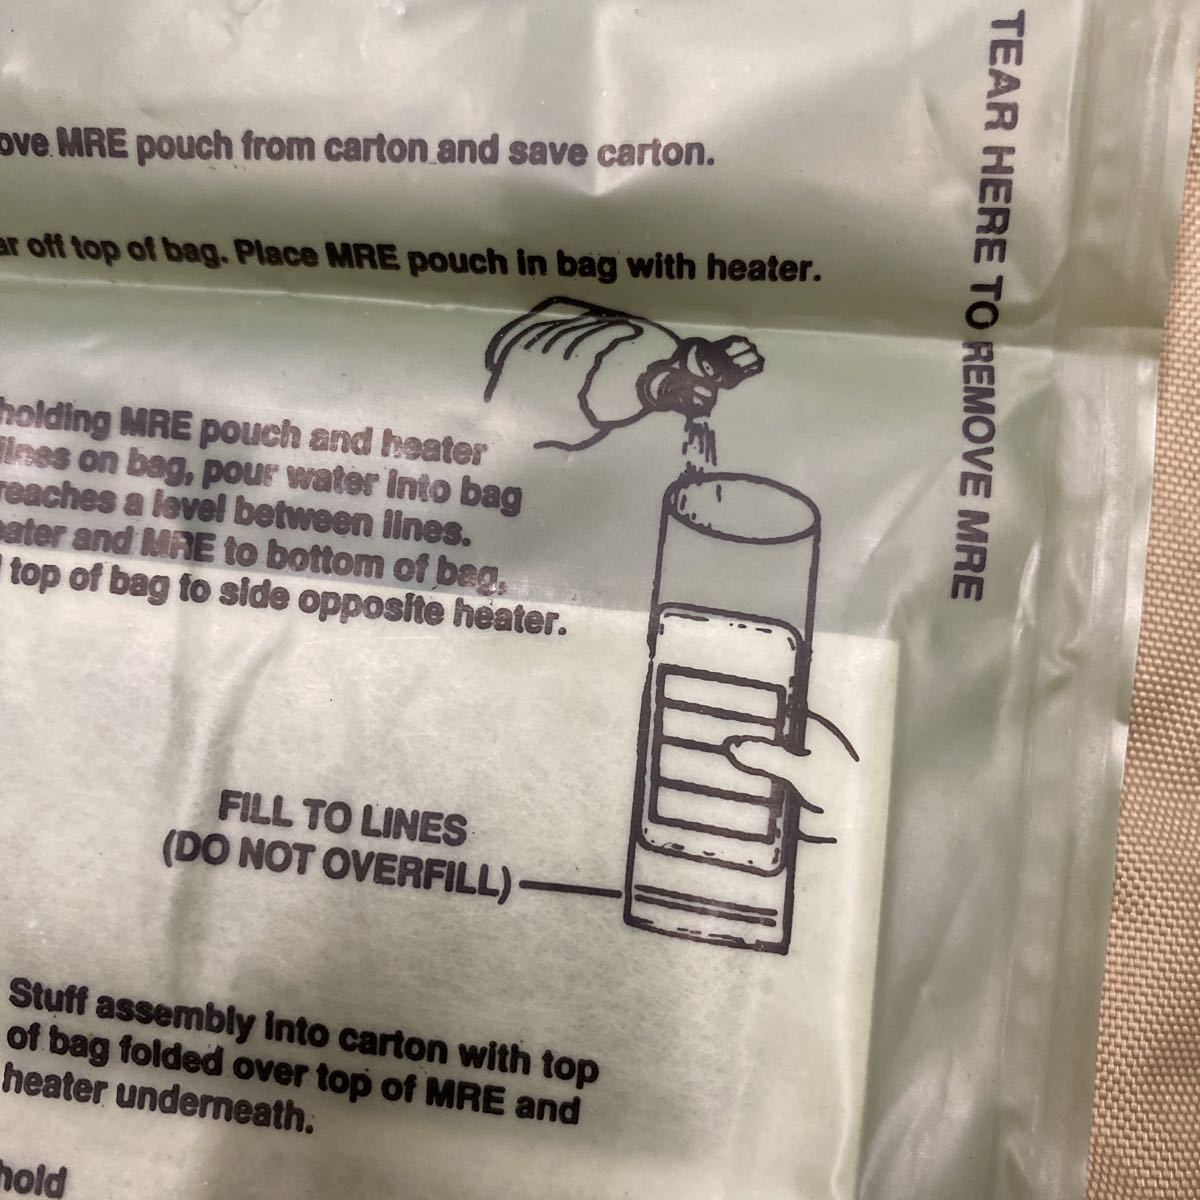 ove MRE pouch from carton and save carton.
ar off top of bag. Place MRE pouch in bag with heater.
holding MRE pouch and heater
lines on bag, pour water into bag
reaches a level between lines.
eater and MRE to bottom of bag,
top of bag to side opposite heater.
FILL TO LINES
(DO NOT OVERFILL)
Stuff assembly into carton with top
of bag folded over top of MRE and
heater underneath.
hold
TEAR HERE TO REMOVE MRE